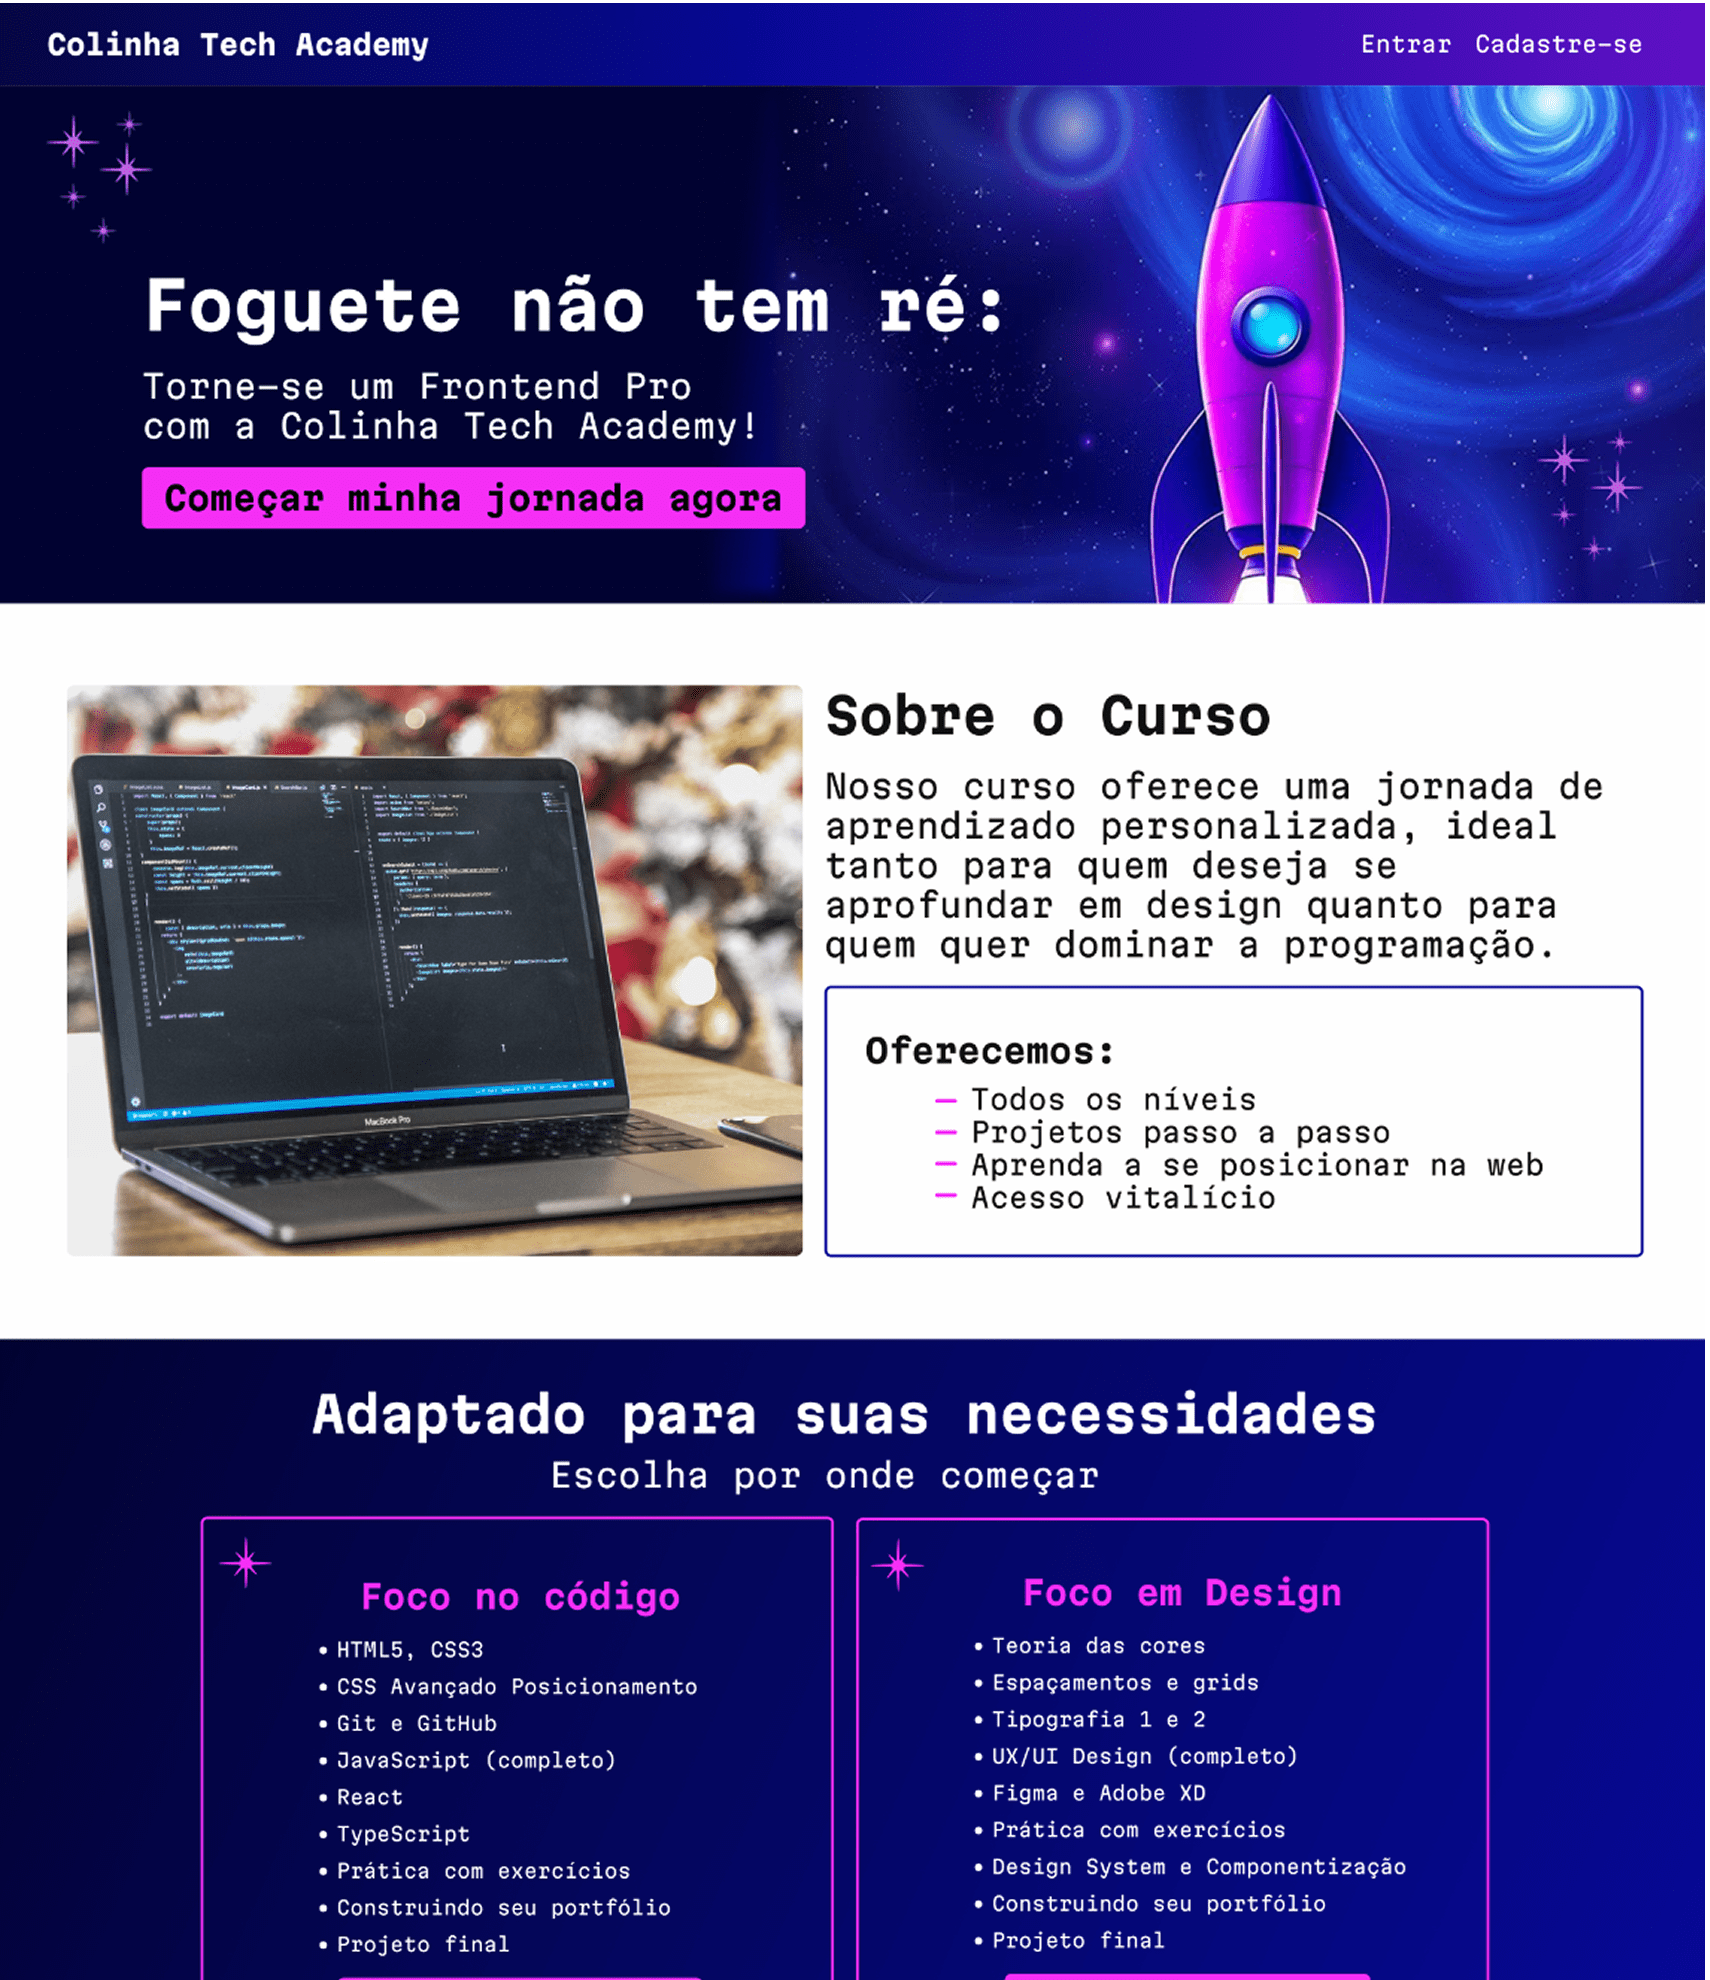 Colinha Tech Academy
Entrar Cadastre-se
Foguete não tem ré:
Torne-se um Frontend Pro
com a Colinha Tech Academy!
Começar minha jornada agora
Sobre o Curso
Nosso curso oferece uma jornada de
aprendizado personalizada, ideal
tanto para quem deseja se
aprofundar em design quanto para
quem quer dominar a programação.
MacBook Pro
Oferecemos:
— Todos os níveis
— Projetos passo a passo
— Aprenda a se posicionar na web
— Acesso vitalício
Adaptado para suas necessidades
Escolha por onde começar
Foco no código
• HTML5, CSS3
• CSS Avançado Posicionamento
• Git e GitHub
• JavaScript (completo)
• React
• TypeScript
• Prática com exercícios
• Construindo seu portfólio
• Projeto final
Foco em Design
• Teoria das cores
• Espaçamentos e grids
• Tipografia 1 e 2
• UX/UI Design (completo)
• Figma e Adobe XD
• Prática com exercícios
• Design System e Componentização
• Construindo seu portfólio
• Projeto final